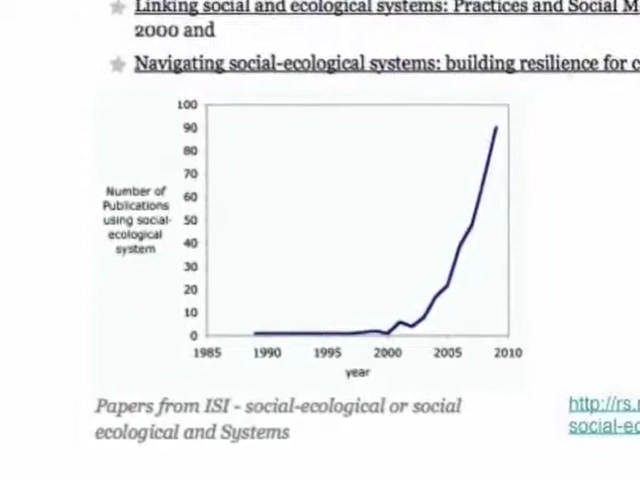 Linking social and ecological systems: Practices and Social
2000 and
Navigating social-ecological systems: building resilience for
100
90
80
70
60
50
40
30
20
10
0
Number of
Publications
using social-
ecological
system
1985 1990 1995 2000 2005 2010
year
Papers from ISI - social-ecological or social
ecological and Systems
http://rs.
social-ec